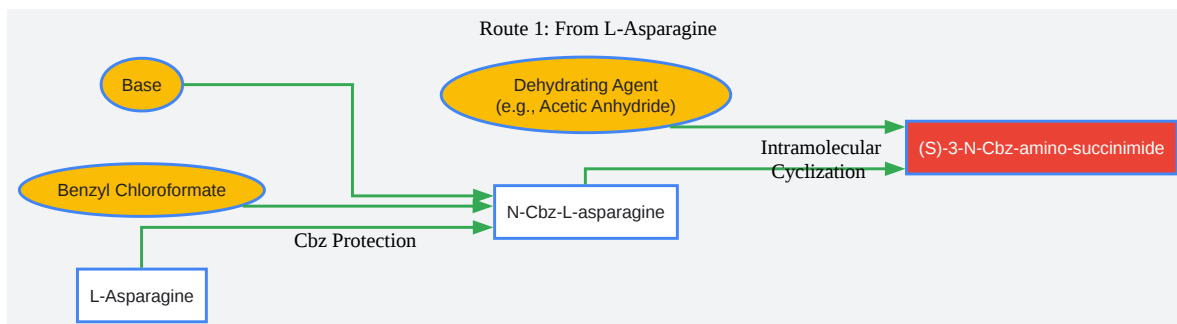 Route 1: From L-Asparagine
Base
Dehydrating Agent
(e.g., Acetic Anhydride)
Intramolecular
Cyclization
(S)-3-N-Cbz-amino-succinimide
Benzyl Chloroformate
N-Cbz-L-asparagine
Cbz Protection
L-Asparagine